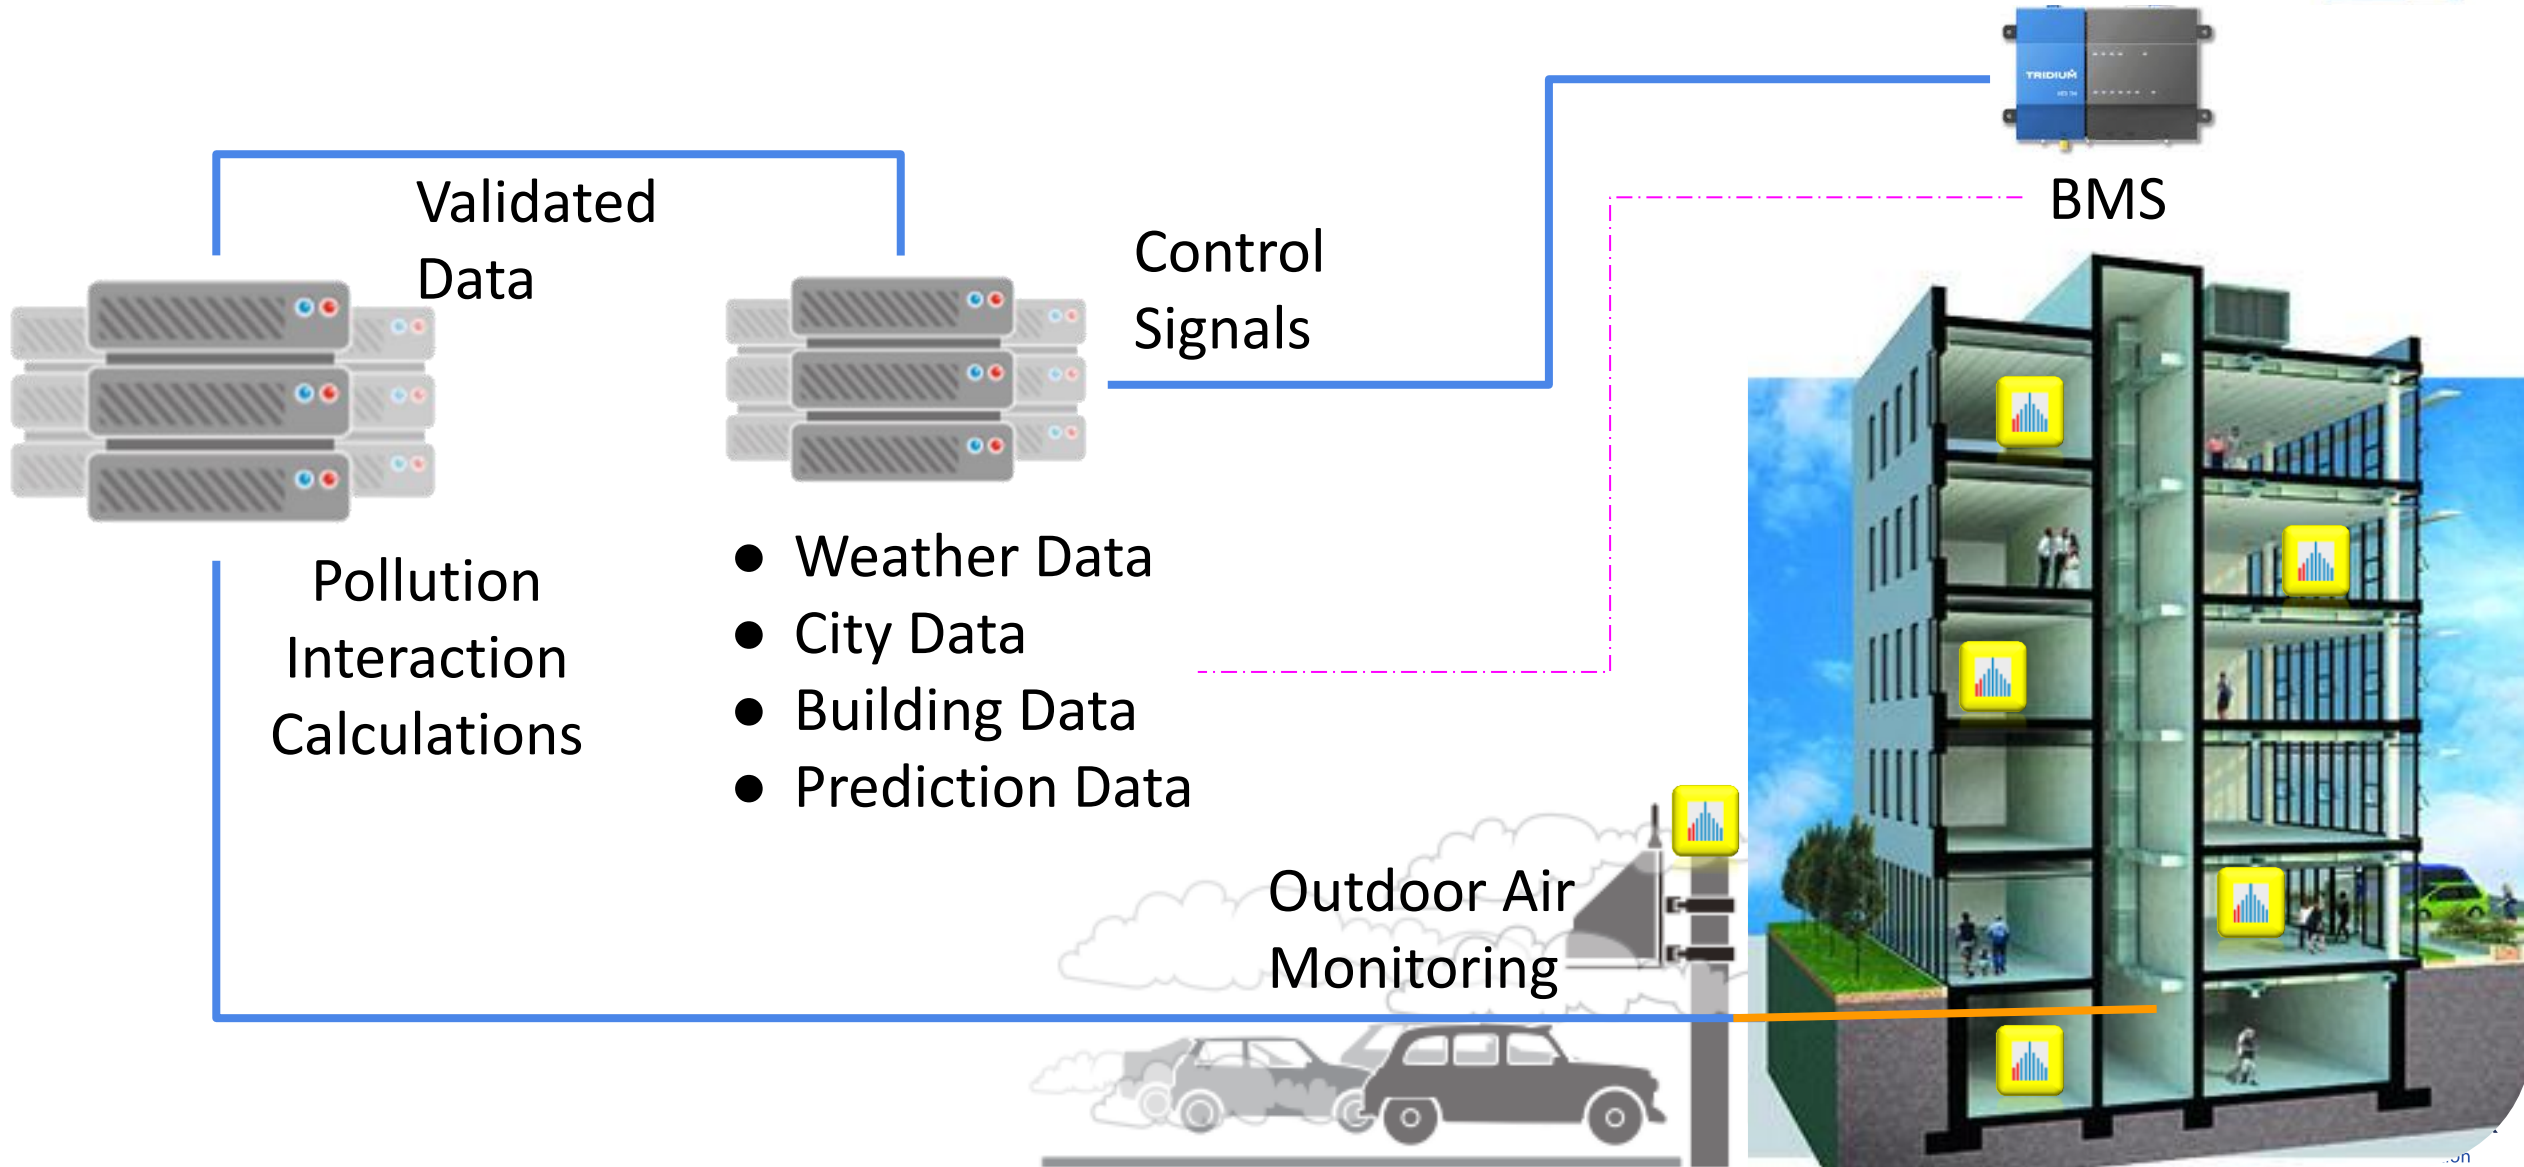 TRIDIUM
BMS
Validated
Data
Control
Signals
Pollution
Interaction
Calculations
● Weather Data
● City Data
● Building Data
● Prediction Data
Outdoor Air
Monitoring